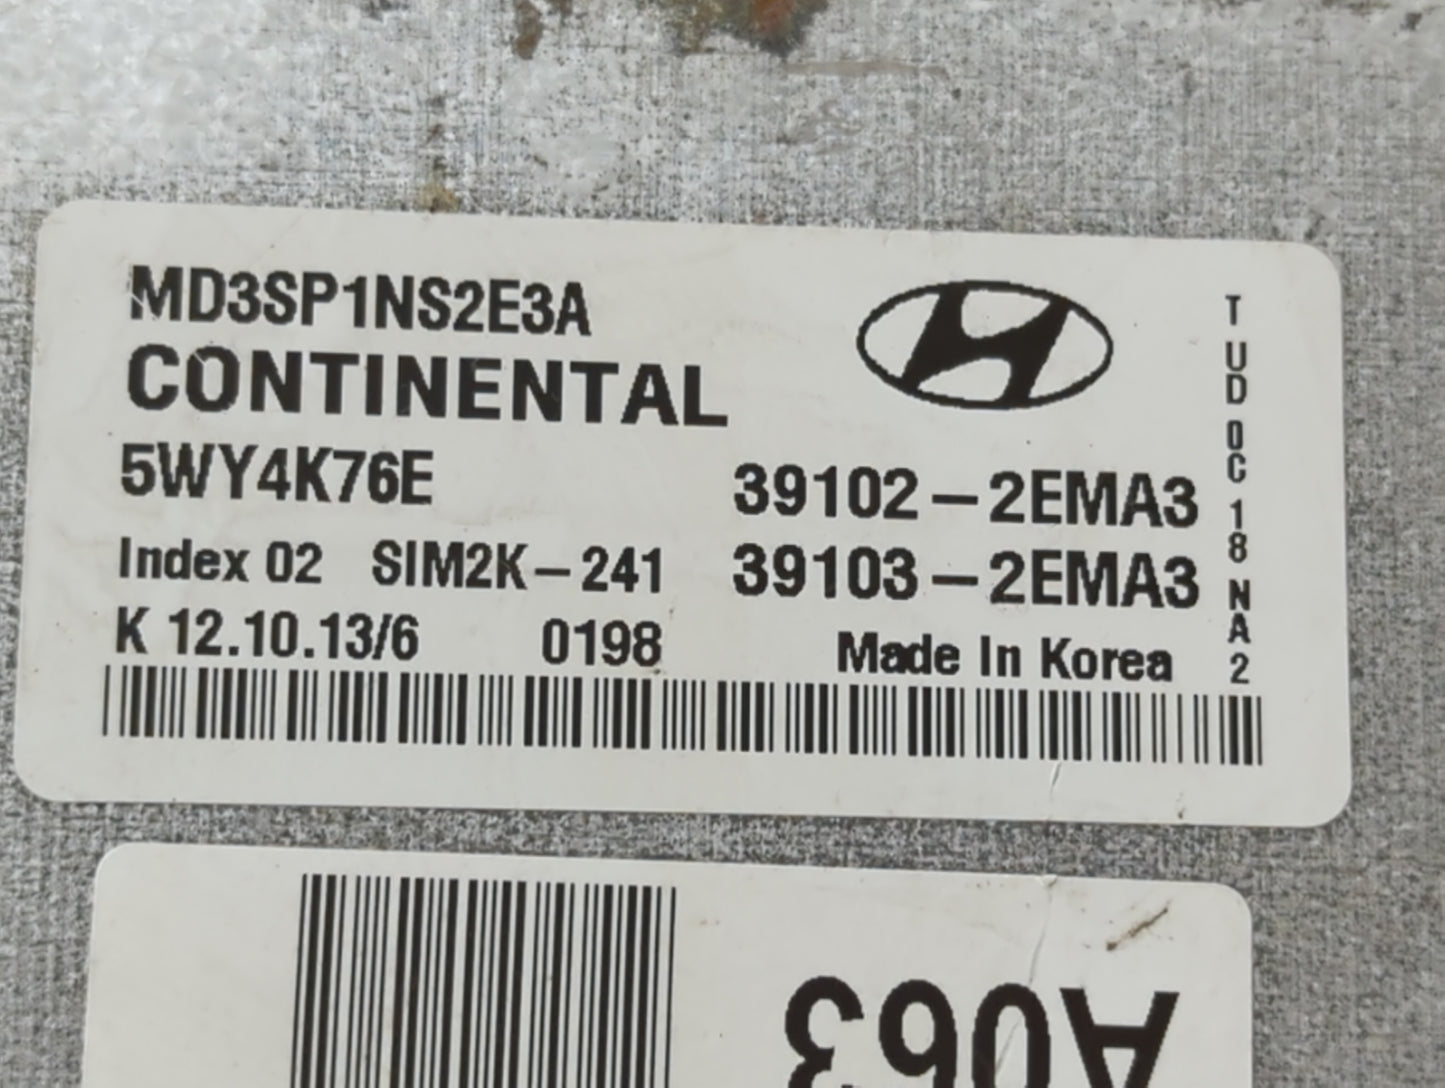 MD3SP1NS2E3A
CONTINENTAL
5WY4K76E
39102-2EMA3
Index 02 SIM2K-241
39103-2EMA3
K 12.10.13/6 0198
Made In Korea
TUD0C18NA2
A063